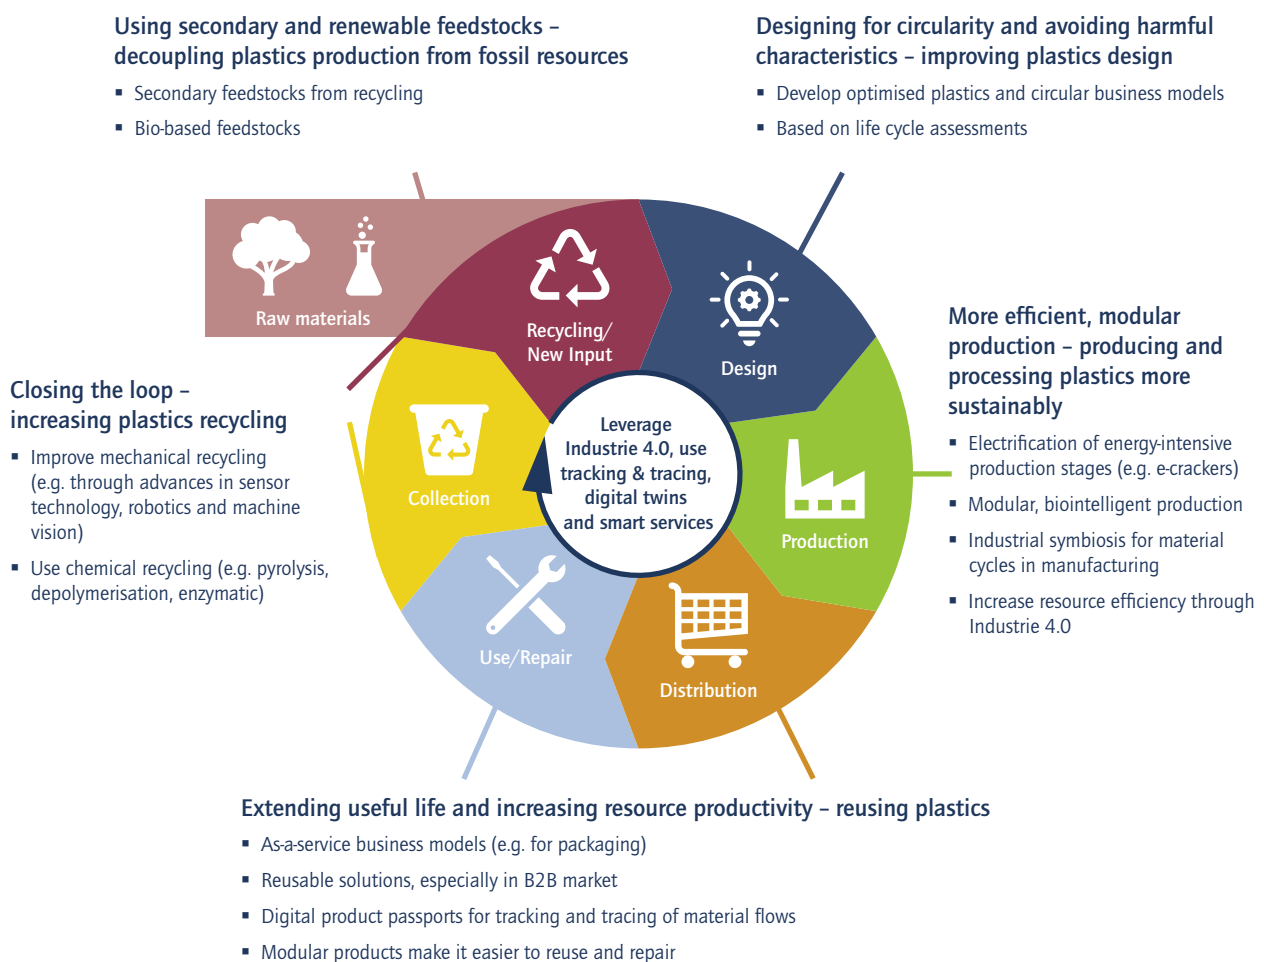 Using secondary and renewable feedstocks –
decoupling plastics production from fossil resources
▪ Secondary feedstocks from recycling
▪ Bio-based feedstocks
Designing for circularity and avoiding harmful
characteristics – improving plastics design
▪ Develop optimised plastics and circular business models
▪ Based on life cycle assessments
Raw materials
Recycling/
New Input
Design
More efficient, modular
production – producing and
processing plastics more
sustainably
▪ Electrification of energy-intensive
production stages (e.g. e-crackers)
▪ Modular, biointelligent production
▪ Industrial symbiosis for material
cycles in manufacturing
▪ Increase resource efficiency through
Industrie 4.0
Closing the loop –
increasing plastics recycling
▪ Improve mechanical recycling
(e.g. through advances in sensor
technology, robotics and machine
vision)
▪ Use chemical recycling (e.g. pyrolysis,
depolymerisation, enzymatic)
Collection
Leverage
Industrie 4.0, use
tracking & tracing,
digital twins
and smart services
Production
Use/Repair
Distribution
Extending useful life and increasing resource productivity – reusing plastics
▪ As-a-service business models (e.g. for packaging)
▪ Reusable solutions, especially in B2B market
▪ Digital product passports for tracking and tracing of material flows
▪ Modular products make it easier to reuse and repair